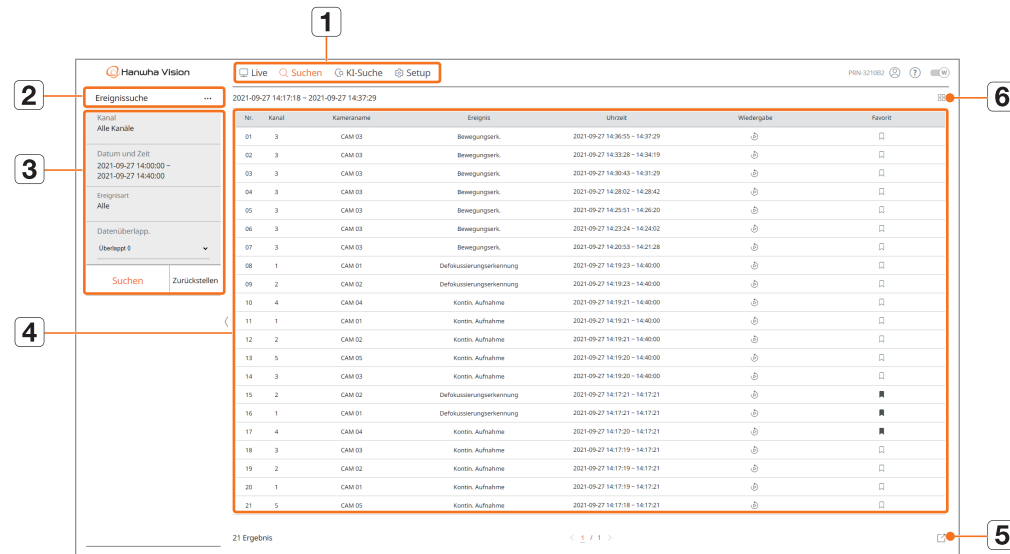 1
Hanwha Vision
Live Suchen KI-Suche Setup
PRN-3210B2 ? W
2
Ereignissuche ...
2021-09-27 14:17:18 ~ 2021-09-27 14:37:29
6
3
Kanal
Alle Kanäle
Datum und Zeit
2021-09-27 14:00:00 ~
2021-09-27 14:40:00
Ereignisart
Alle
Datenüberlapp.
Überlappt 0
Suchen Zurückstellen
4
Nr. Kanal Kameraname Ereignis Uhrzeit Wiedergabe Favorit
01 3 CAM 03 Bewegungserk. 2021-09-27 14:36:55 ~ 14:37:29
02 3 CAM 03 Bewegungserk. 2021-09-27 14:33:28 ~ 14:34:19
03 3 CAM 03 Bewegungserk. 2021-09-27 14:30:43 ~ 14:31:29
04 3 CAM 03 Bewegungserk. 2021-09-27 14:28:02 ~ 14:28:42
05 3 CAM 03 Bewegungserk. 2021-09-27 14:25:51 ~ 14:26:20
06 3 CAM 03 Bewegungserk. 2021-09-27 14:23:24 ~ 14:24:02
07 3 CAM 03 Bewegungserk. 2021-09-27 14:20:53 ~ 14:21:28
08 1 CAM 01 Defokussierungserkennung 2021-09-27 14:19:23 ~ 14:40:00
09 2 CAM 02 Defokussierungserkennung 2021-09-27 14:19:23 ~ 14:40:00
10 4 CAM 04 Kontin. Aufnahme 2021-09-27 14:19:21 ~ 14:40:00
11 1 CAM 01 Kontin. Aufnahme 2021-09-27 14:19:21 ~ 14:40:00
12 2 CAM 02 Kontin. Aufnahme 2021-09-27 14:19:21 ~ 14:40:00
13 5 CAM 05 Kontin. Aufnahme 2021-09-27 14:19:20 ~ 14:40:00
14 3 CAM 03 Kontin. Aufnahme 2021-09-27 14:19:20 ~ 14:40:00
15 2 CAM 02 Defokussierungserkennung 2021-09-27 14:17:21 ~ 14:17:21
16 1 CAM 01 Defokussierungserkennung 2021-09-27 14:17:21 ~ 14:17:21
17 4 CAM 04 Kontin. Aufnahme 2021-09-27 14:17:20 ~ 14:17:21
18 3 CAM 03 Kontin. Aufnahme 2021-09-27 14:17:19 ~ 14:17:21
19 2 CAM 02 Kontin. Aufnahme 2021-09-27 14:17:19 ~ 14:17:21
20 1 CAM 01 Kontin. Aufnahme 2021-09-27 14:17:19 ~ 14:17:21
21 5 CAM 05 Kontin. Aufnahme 2021-09-27 14:17:18 ~ 14:17:21
21 Ergebnis < 1 / 1 >
5